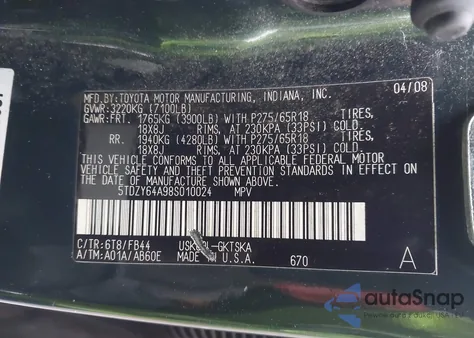 MFD.BY: TOYOTA MOTOR MANUFACTURING, INDIANA, INC. 04/08
GVWR: 3220KG (7100LB)
GAWR: FRT. 1765KG (3900LB) WITH P275/65R18 TIRES,
18X8J RIMS, AT 230KPA (33PSI) COLD.
RR. 1940KG (4280LB) WITH P275/65R18 TIRES,
18X8J RIMS, AT 230KPA (33PSI) COLD.
THIS VEHICLE CONFORMS TO ALL APPLICABLE FEDERAL MOTOR
VEHICLE SAFETY AND THEFT PREVENTION STANDARDS IN EFFECT ON
THE DATE OF MANUFACTURE SHOWN ABOVE.
5TDZY64A98S010024 MPV
C/TR: 6T8/FB44 L-GKTSKA
A/TM: A01A/AB60E MADE IN U.S.A. 670 A
autoSnap